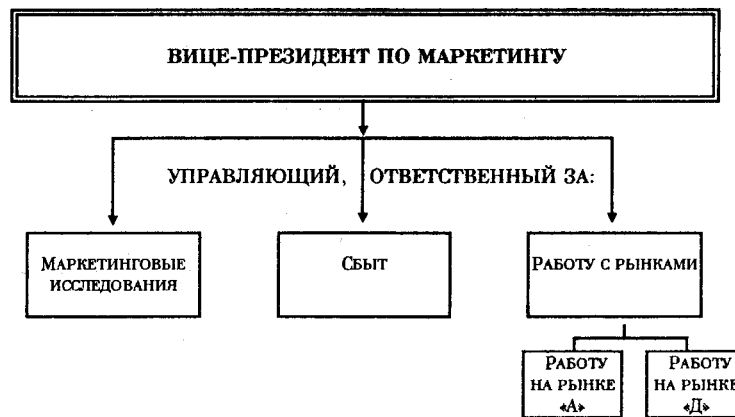 ВИЦЕ-ПРЕЗИДЕНТ ПО МАРКЕТИНГУ
УПРАВЛЯЮЩИЙ, ОТВЕТСТВЕННЫЙ ЗА:
МАРКЕТИНГОВЫЕ
ИССЛЕДОВАНИЯ
СБЫТ
РАБОТУ С РЫНКАМИ
РАБОТУ
НА РЫНКЕ
«А»
РАБОТУ
НА РЫНКЕ
«Д»